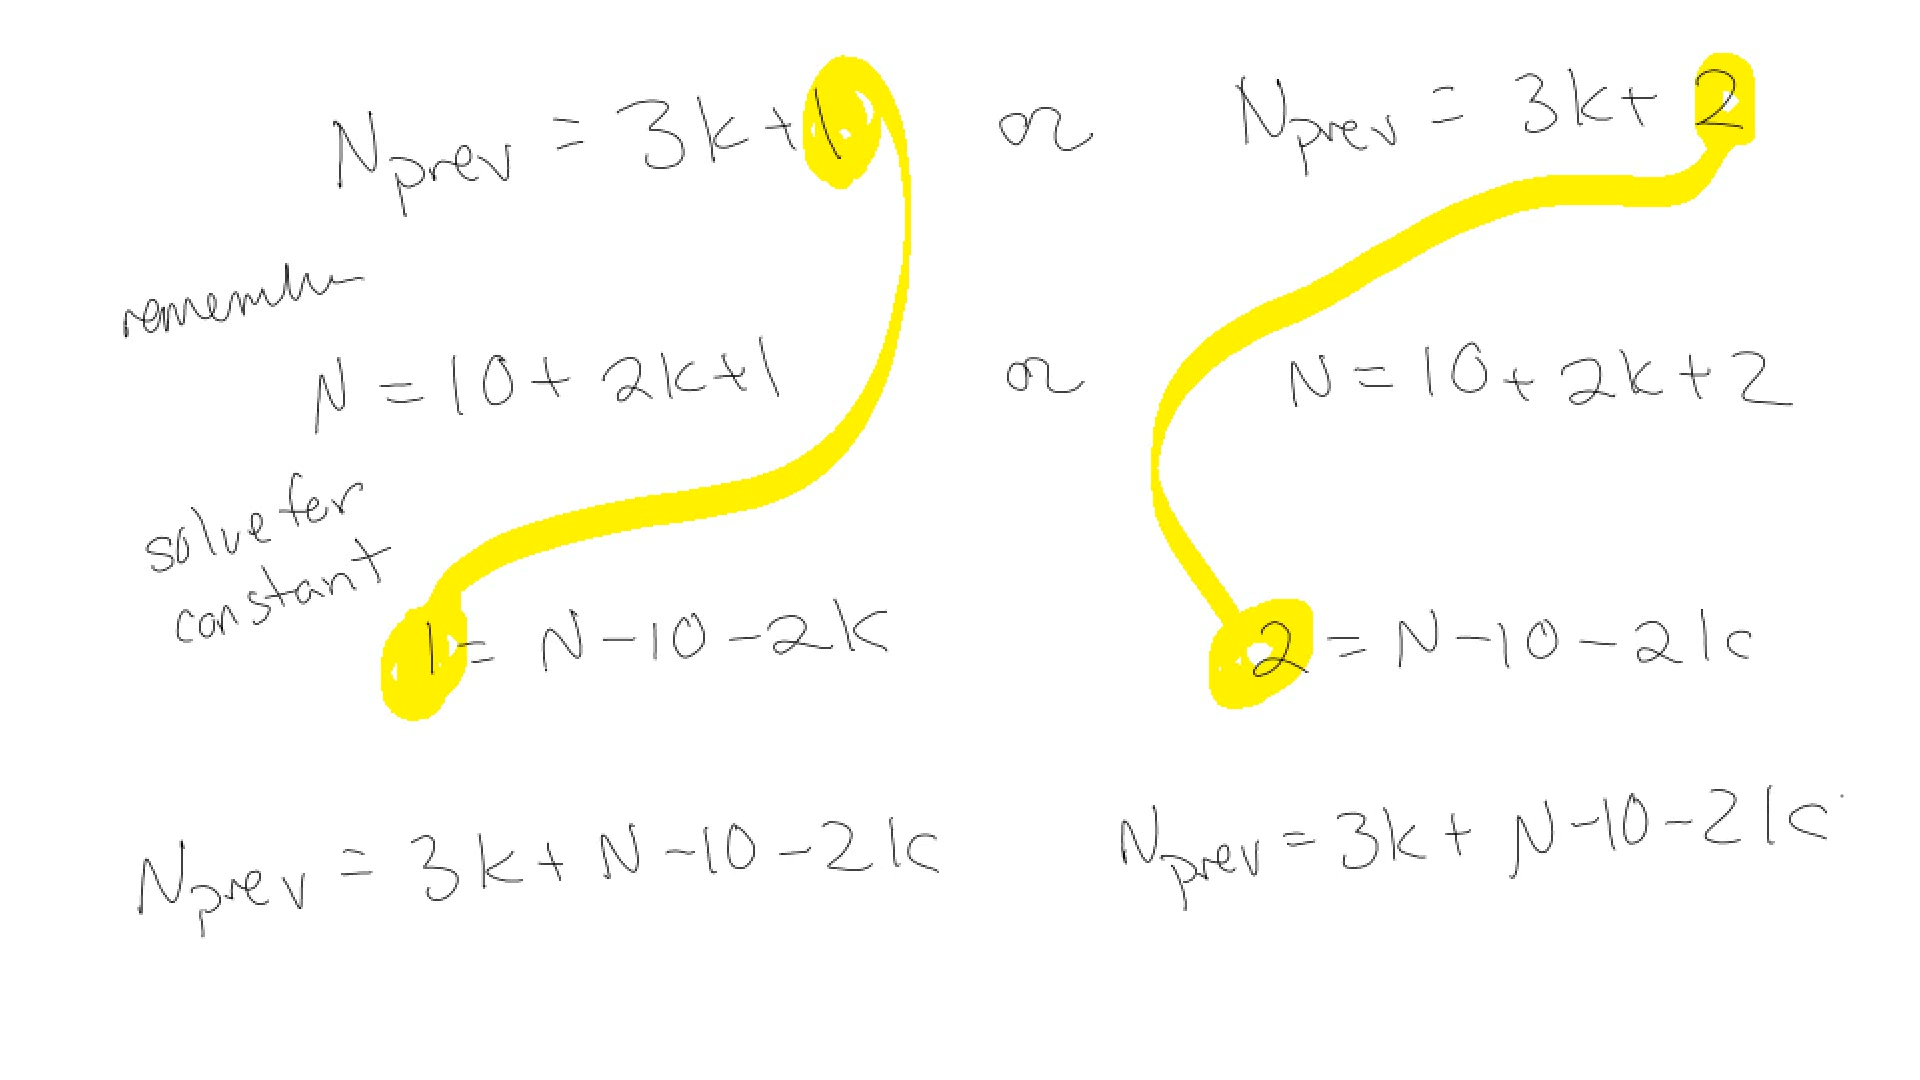 Nprev = 3k+1 or Nprev = 3k+2
remember
N = 10 + 2k+1 or N = 10 + 2k + 2
solve for
constant
1 = N - 10 - 2k 2 = N - 10 - 2k
Nprev = 3k + N - 10 - 2k Nprev = 3k + N - 10 - 2k